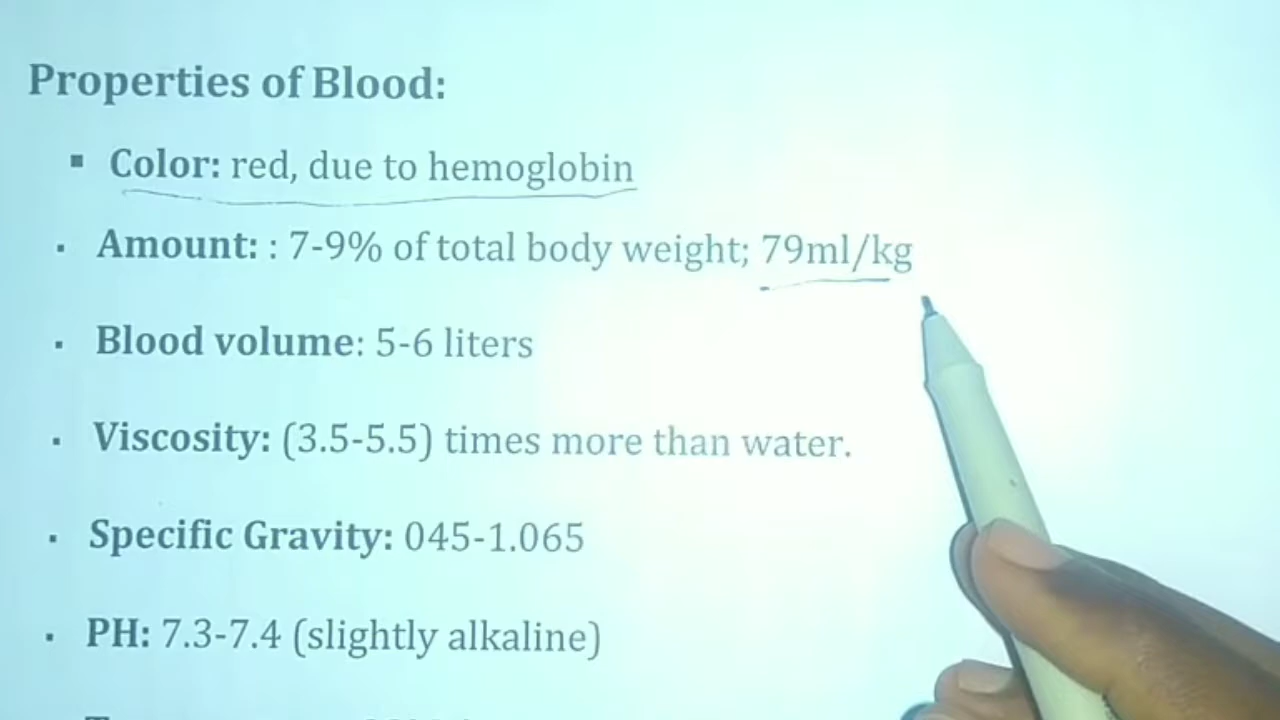 Properties of Blood:
▪ Color: red, due to hemoglobin
▪ Amount: : 7-9% of total body weight; 79ml/kg
▪ Blood volume: 5-6 liters
▪ Viscosity: (3.5-5.5) times more than water.
▪ Specific Gravity: 045-1.065
▪ PH: 7.3-7.4 (slightly alkaline)